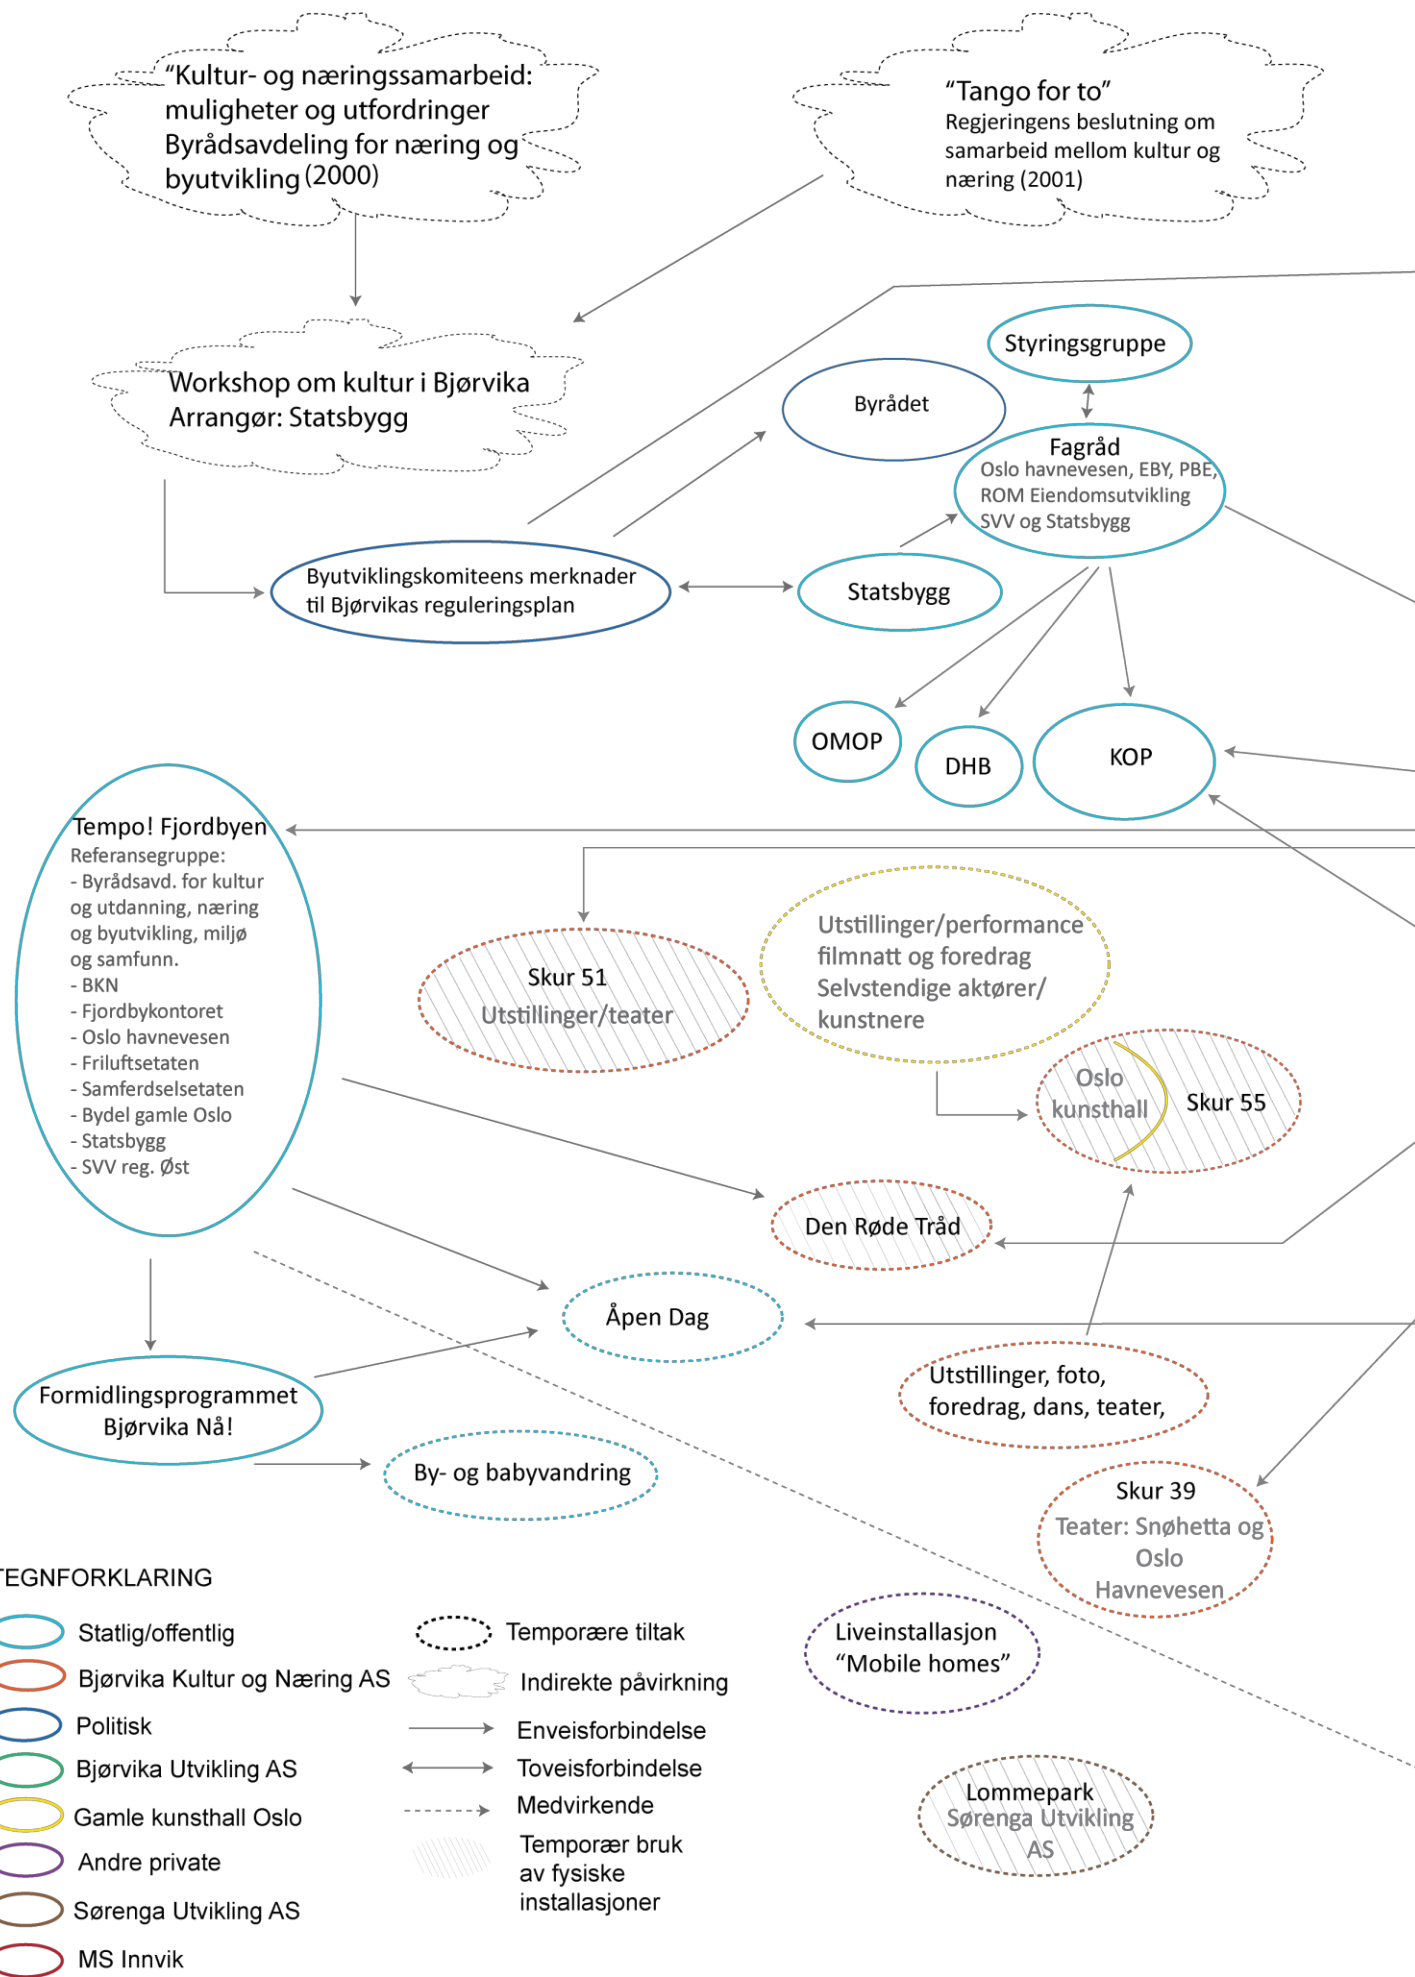 “Kultur- og næringssamarbeid:
muligheter og utfordringer
Byrådsavdeling for næring og
byutvikling (2000)
“Tango for to”
Regjeringens beslutning om
samarbeid mellom kultur og
næring (2001)
Workshop om kultur i Bjørvika
Arrangør: Statsbygg
Styringsgruppe
Byrådet
Fagråd
Oslo havnevesen, EBY, PBE,
ROM Eiendomsutvikling
SVV og Statsbygg
Byutviklingskomiteens merknader
til Bjørvikas reguleringsplan
Statsbygg
OMOP
DHB
KOP
Tempo! Fjordbyen
Referansegruppe:
- Byrådsavd. for kultur
og utdanning, næring
og byutvikling, miljø
og samfunn.
- BKN
- Fjordbykontoret
- Oslo havnevesen
- Friluftsetaten
- Samferdselsetaten
- Bydel gamle Oslo
- Statsbygg
- SVV reg. Øst
Skur 51
Utstillinger/teater
Utstillinger/performance
filmnatt og foredrag
Selvstendige aktører/
kunstnere
Oslo
kunsthall
Skur 55
Den Røde Tråd
Åpen Dag
Formidlingsprogrammet
Bjørvika Nå!
Utstillinger, foto,
foredrag, dans, teater,
By- og babyvandring
Skur 39
Teater: Snøhetta og
Oslo
Havnevesen
Liveinstallasjon
“Mobile homes”
Lommepark
Sørenga Utvikling
AS
TEGNFORKLARING
Statlig/offentlig
Bjørvika Kultur og Næring AS
Politisk
Bjørvika Utvikling AS
Gamle kunsthall Oslo
Andre private
Sørenga Utvikling AS
MS Innvik
Temporære tiltak
Indirekte påvirkning
Enveisforbindelse
Toveisforbindelse
Medvirkende
Temporær bruk
av fysiske
installasjoner